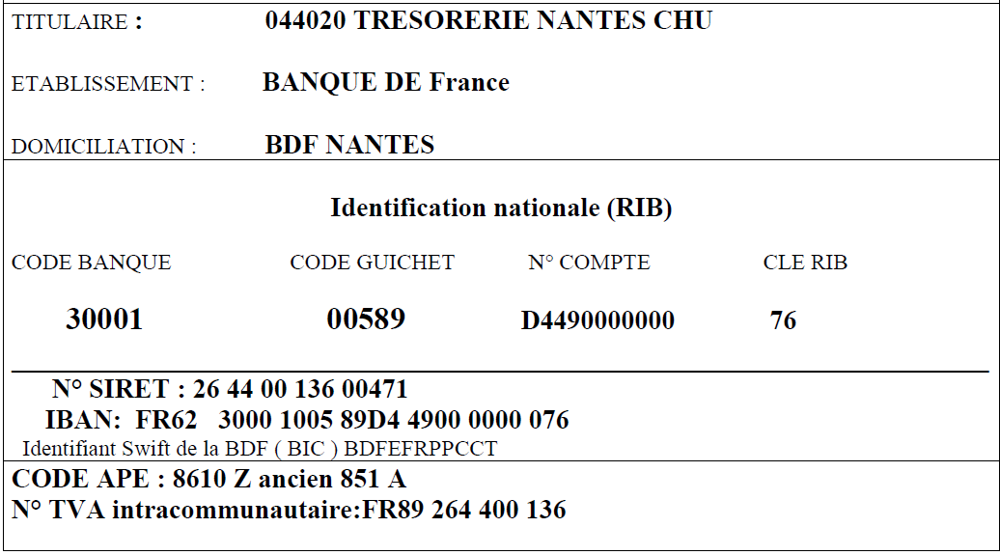 TITULAIRE : 044020 TRESORERIE NANTES CHU
ETABLISSEMENT : BANQUE DE France
DOMICILIATION : BDF NANTES
Identification nationale (RIB)
CODE BANQUE CODE GUICHET N° COMPTE CLE RIB
30001 00589 D4490000000 76
N° SIRET : 26 44 00 136 00471
IBAN: FR62 3000 1005 89D4 4900 0000 076
Identifiant Swift de la BDF ( BIC ) BDFEFRPPCCT
CODE APE : 8610 Z ancien 851 A
N° TVA intracommunautaire:FR89 264 400 136